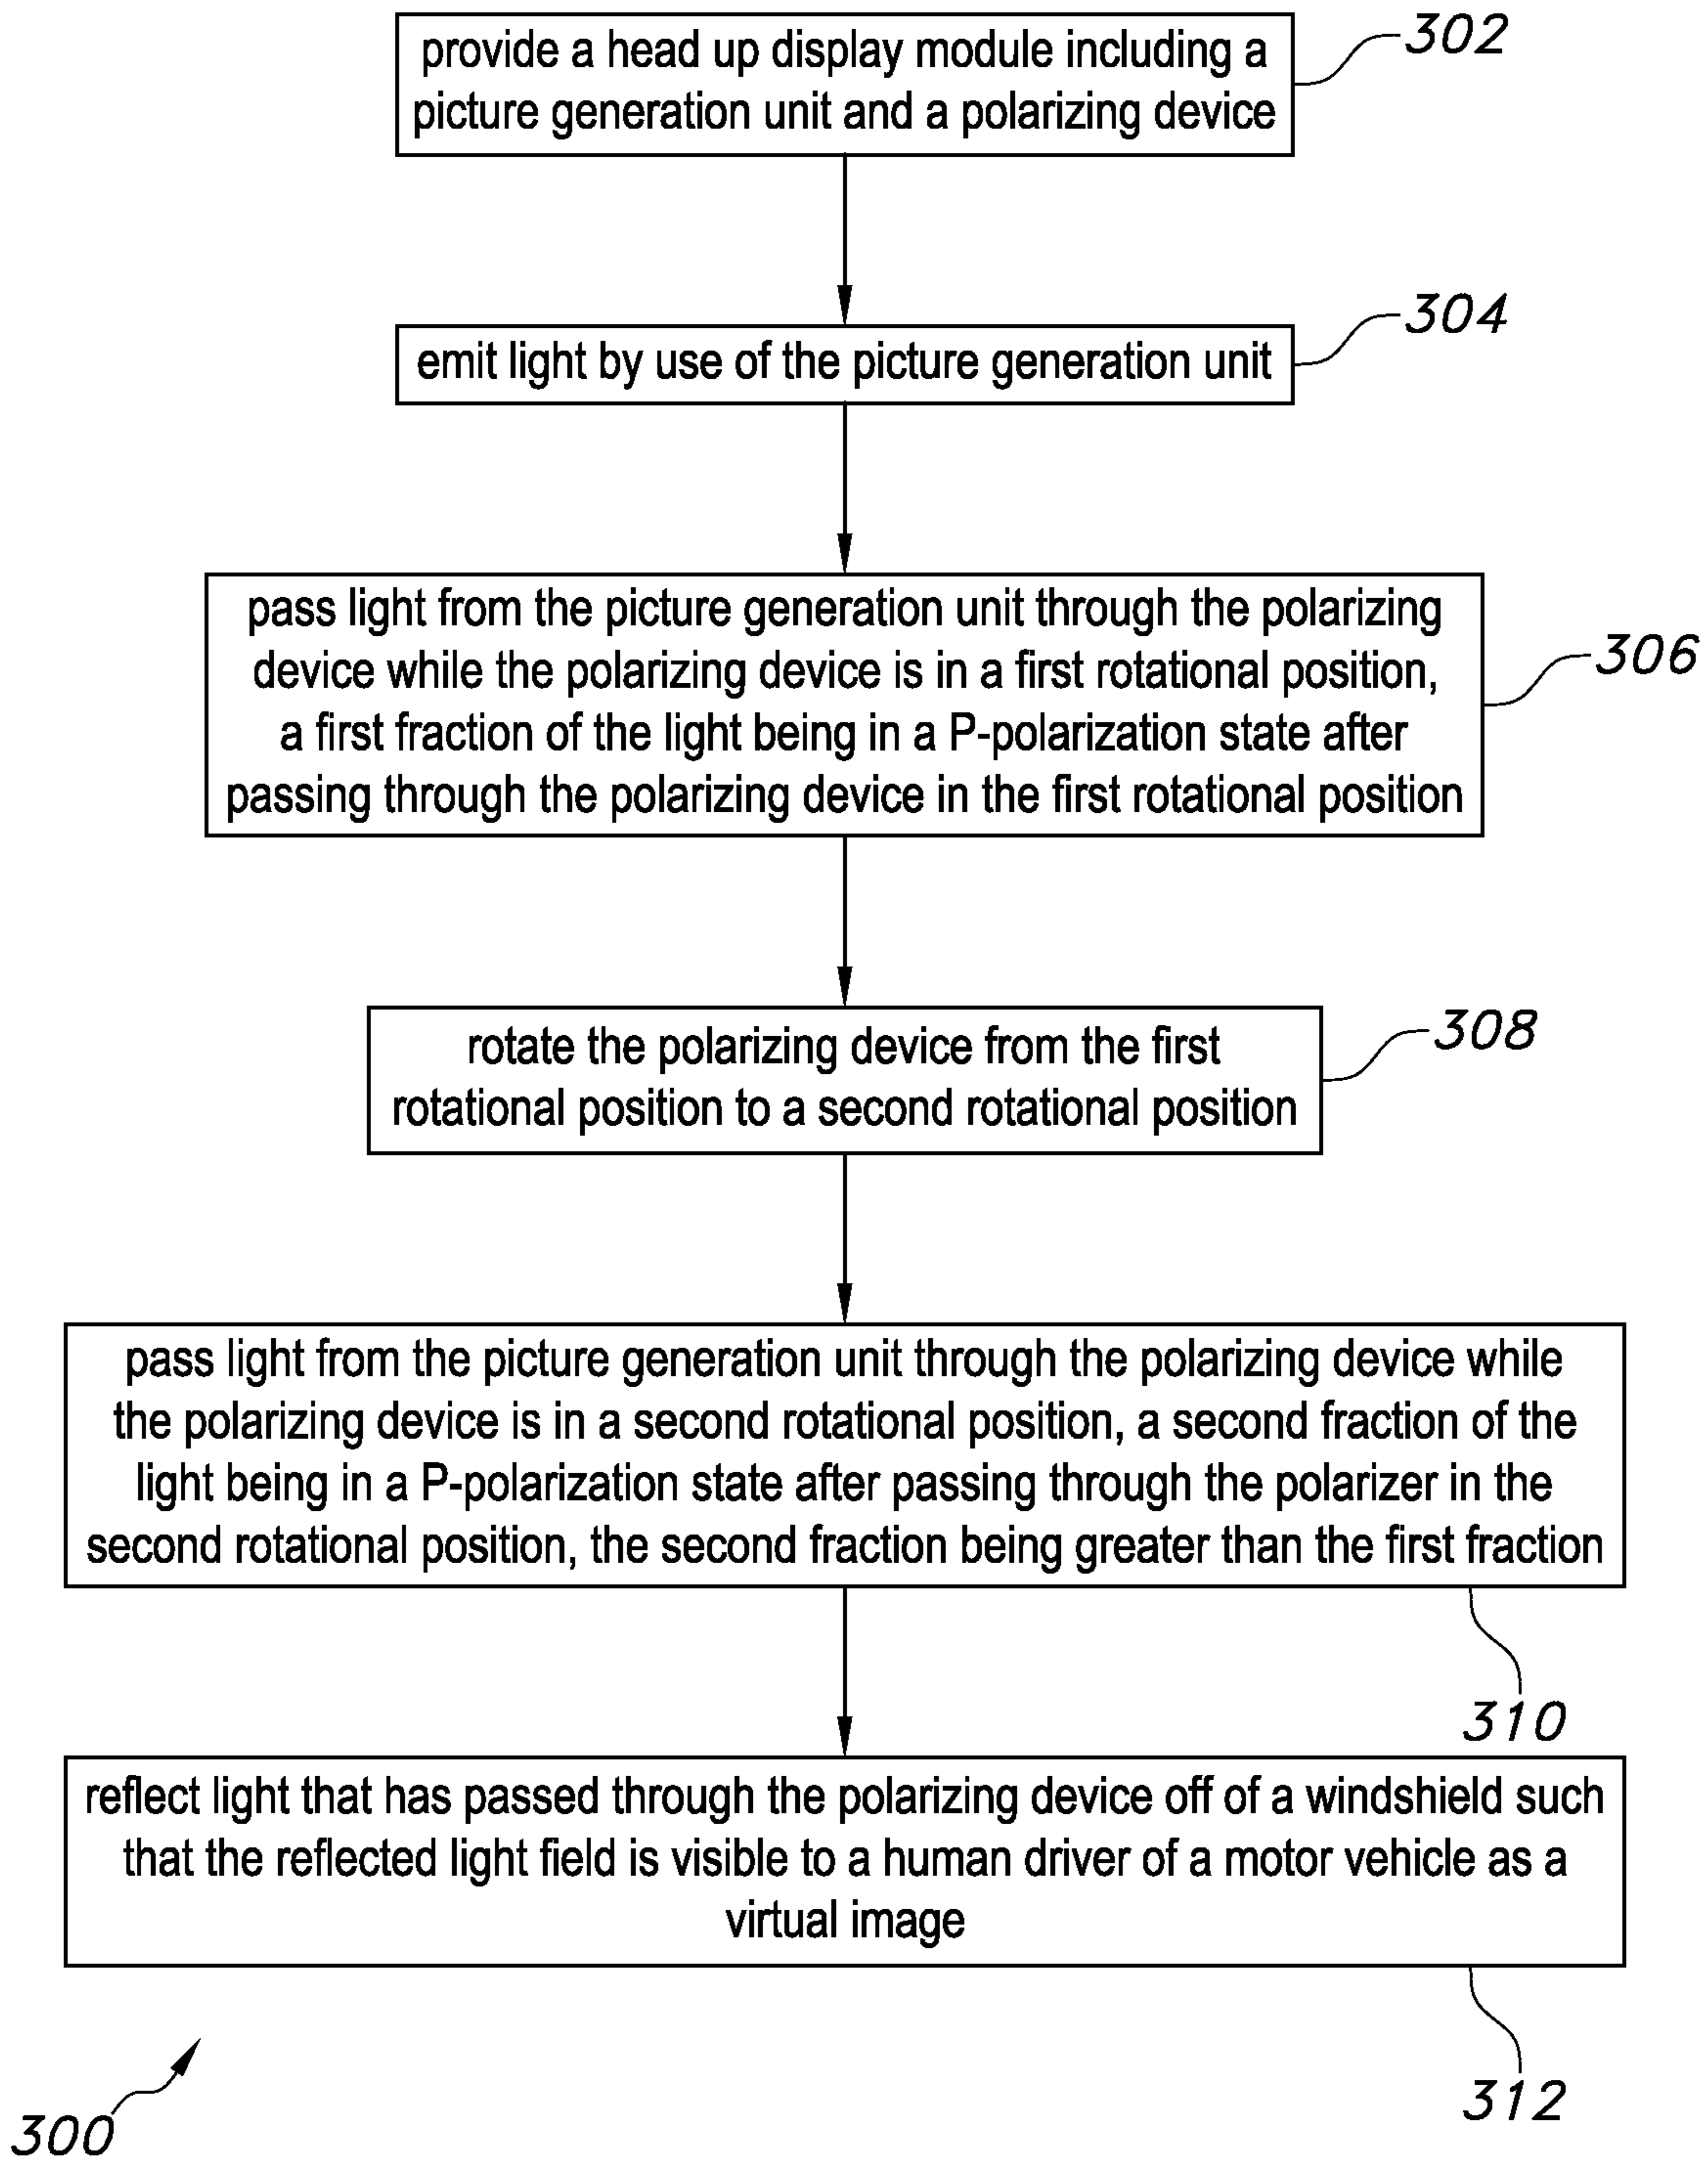 provide a head up display module including a
picture generation unit and a polarizing device
302
emit light by use of the picture generation unit
304
pass light from the picture generation unit through the polarizing
device while the polarizing device is in a first rotational position,
a first fraction of the light being in a P-polarization state after
passing through the polarizing device in the first rotational position
306
rotate the polarizing device from the first
rotational position to a second rotational position
308
pass light from the picture generation unit through the polarizing device while
the polarizing device is in a second rotational position, a second fraction of the
light being in a P-polarization state after passing through the polarizer in the
second rotational position, the second fraction being greater than the first fraction
310
reflect light that has passed through the polarizing device off of a windshield such
that the reflected light field is visible to a human driver of a motor vehicle as a
virtual image
312
300